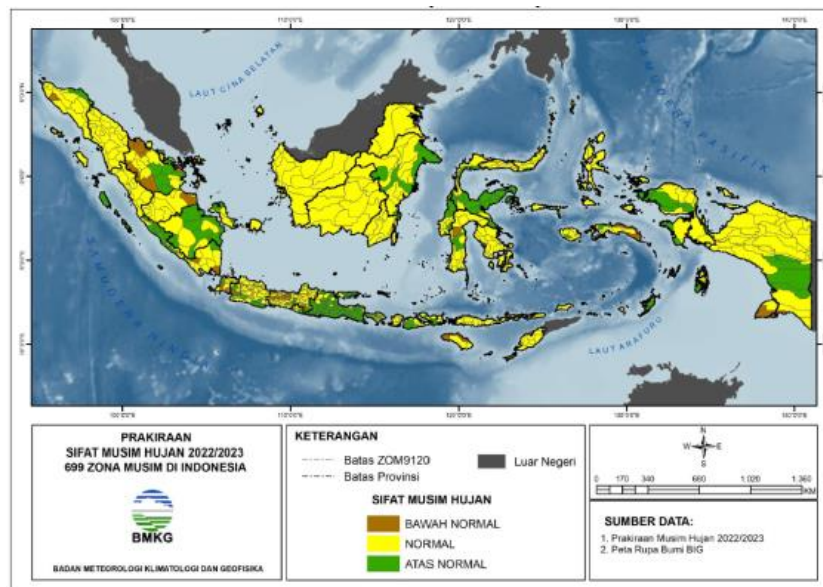 LAUT CINA SELATAN
SAMUDERA PASIFIK
SAMUDERA HINDIA
LAUT ARAFURU
PRAKIRAAN
SIFAT MUSIM HUJAN 2022/2023
699 ZONA MUSIM DI INDONESIA
BMKG
BADAN METEOROLOGI KLIMATOLOGI DAN GEOFISIKA
KETERANGAN
Batas ZOM9120
Batas Provinsi
Luar Negeri
SIFAT MUSIM HUJAN
BAWAH NORMAL
NORMAL
ATAS NORMAL
N
W E
S
0 170 340 680 1.020 1.360
KM
SUMBER DATA:
1. Prakiraan Musim Hujan 2022/2023
2. Peta Rupa Bumi BIG